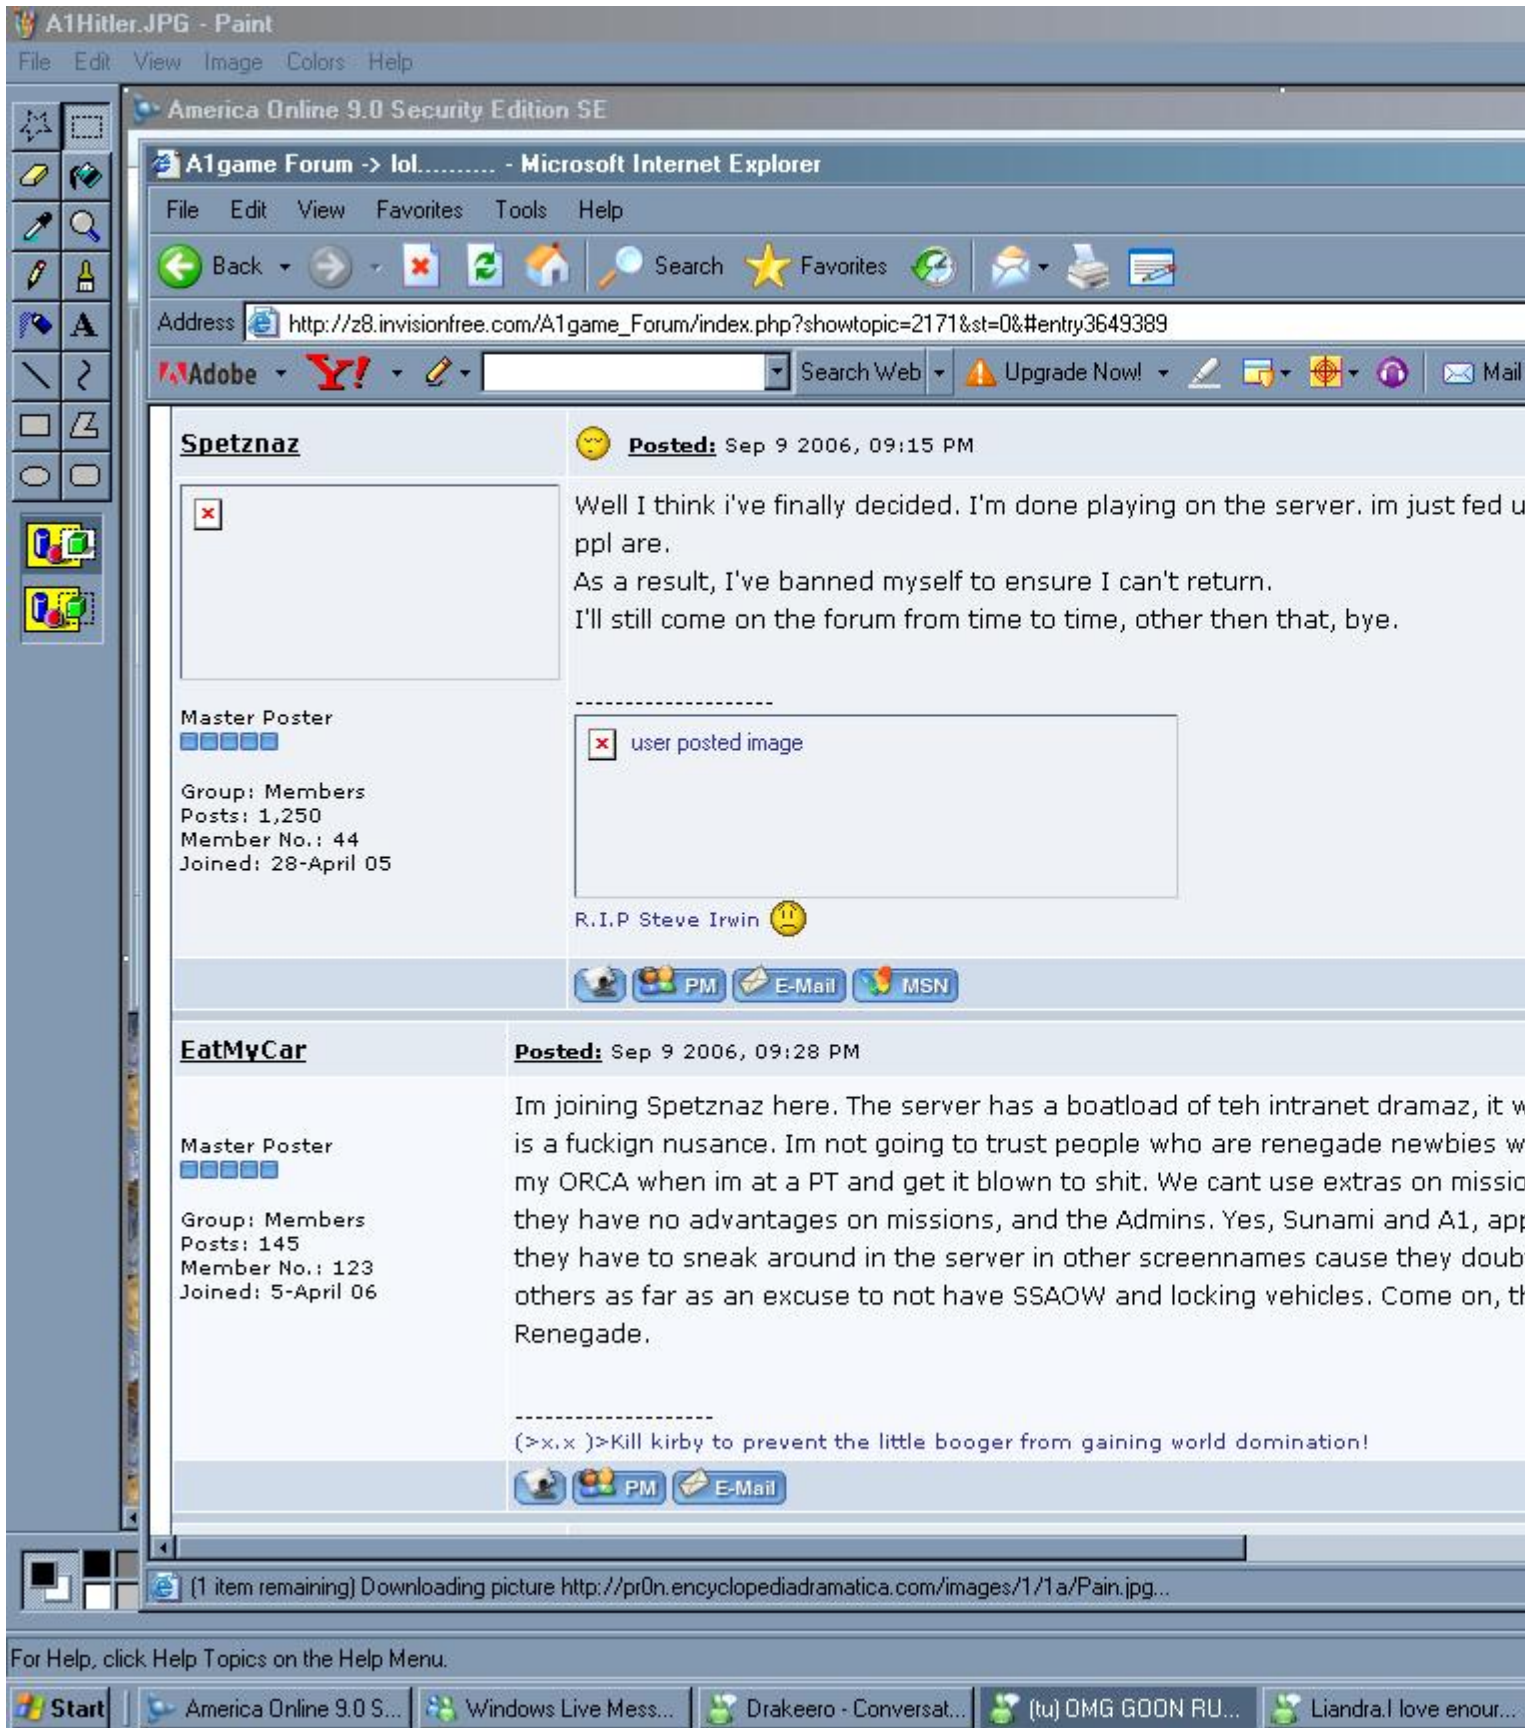 A1Hitler.JPG - Paint
File Edit View Image Colors Help
America Online 9.0 Security Edition SE
A1game Forum -> lol.......... - Microsoft Internet Explorer
File Edit View Favorites Tools Help
Back Search Favorites
Address http://z8.invisionfree.com/A1game_Forum/index.php?showtopic=2171&st=0&#entry3649389
Adobe Y! Search Web Upgrade Now! Mail
Spetznaz
Posted: Sep 9 2006, 09:15 PM
Well I think i've finally decided. I'm done playing on the server. im just fed u
ppl are.
As a result, I've banned myself to ensure I can't return.
I'll still come on the forum from time to time, other then that, bye.
--------------------
Master Poster
user posted image
Group: Members
Posts: 1,250
Member No.: 44
Joined: 28-April 05
R.I.P Steve Irwin
PM E-Mail MSN
EatMyCar
Posted: Sep 9 2006, 09:28 PM
Im joining Spetznaz here. The server has a boatload of teh intranet dramaz, it w
is a fuckign nusance. Im not going to trust people who are renegade newbies w
my ORCA when im at a PT and get it blown to shit. We cant use extras on missio
they have no advantages on missions, and the Admins. Yes, Sunami and A1, app
they have to sneak around in the server in other screennames cause they doub
others as far as an excuse to not have SSAOW and locking vehicles. Come on, th
Renegade.
Master Poster
Group: Members
Posts: 145
Member No.: 123
Joined: 5-April 06
--------------------
(>x.x )>Kill kirby to prevent the little booger from gaining world domination!
PM E-Mail
(1 item remaining) Downloading picture http://pr0n.encyclopediadramatica.com/images/1/1a/Pain.jpg...
For Help, click Help Topics on the Help Menu.
Start America Online 9.0 S... Windows Live Mess... Drakeero - Conversat... (tu) OMG GOON RU... Liandra.I love enour...